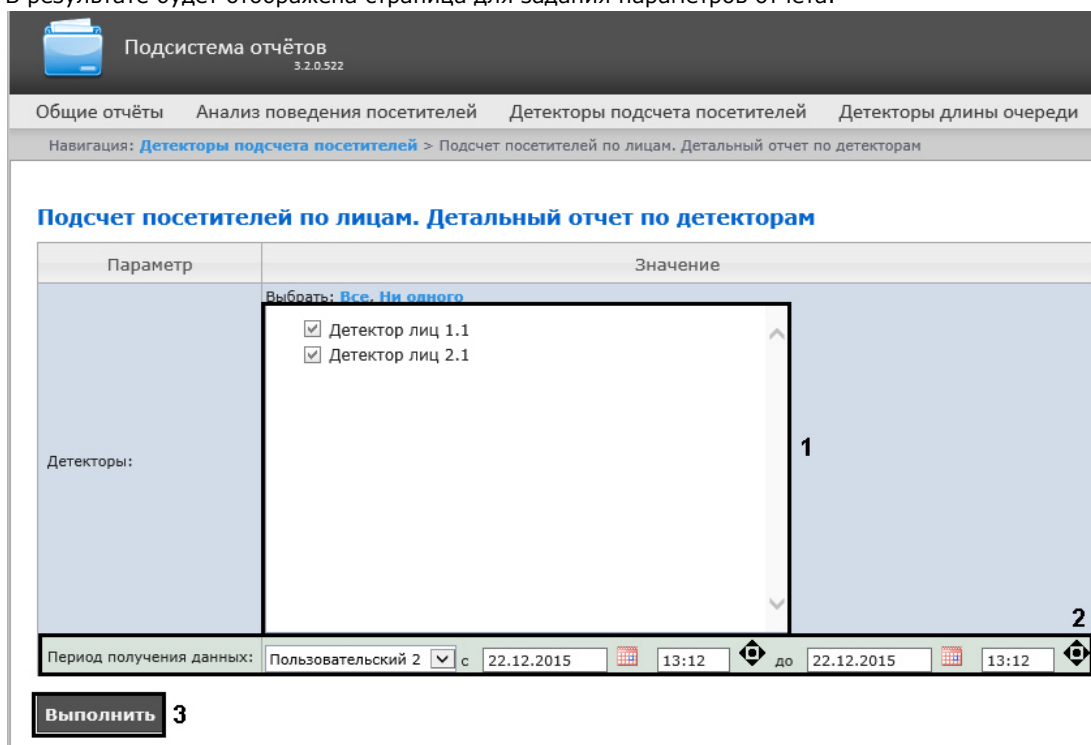 В результате будет отображена страница для задания параметров отчета.
Подсистема отчётов
3.2.0.522
Общие отчёты Анализ поведения посетителей Детекторы подсчета посетителей Детекторы длины очереди
Навигация: Детекторы подсчета посетителей > Подсчет посетителей по лицам. Детальный отчет по детекторам
Подсчет посетителей по лицам. Детальный отчет по детекторам
Параметр Значение
Выбрать: Все, Ни одного
Детектор лиц 1.1
Детектор лиц 2.1
Детекторы:
1
2
Период получения данных: Пользовательский 2 с 22.12.2015 13:12 до 22.12.2015 13:12
Выполнить 3